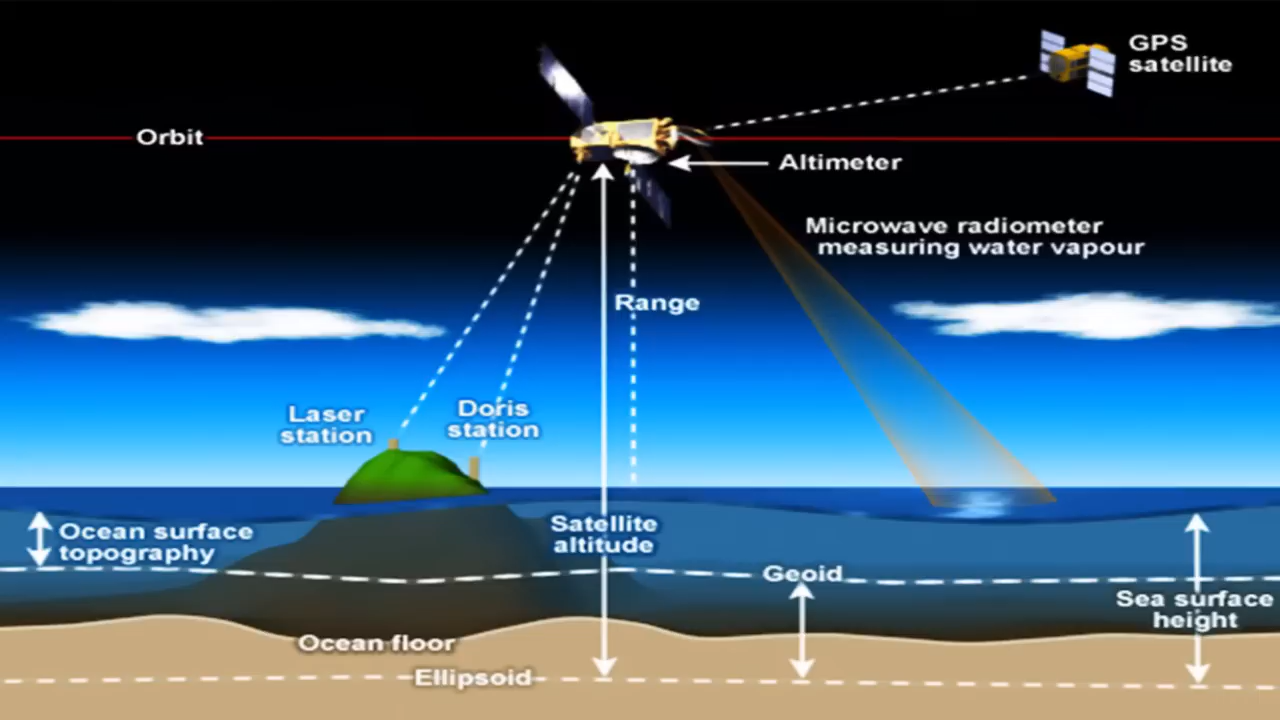 GPS
satellite
Orbit
Altimeter
Microwave radiometer
measuring water vapour
Range
Laser
station
Doris
station
Ocean surface
topography
Satellite
altitude
Geoid
Sea surface
height
Ocean floor
Ellipsoid